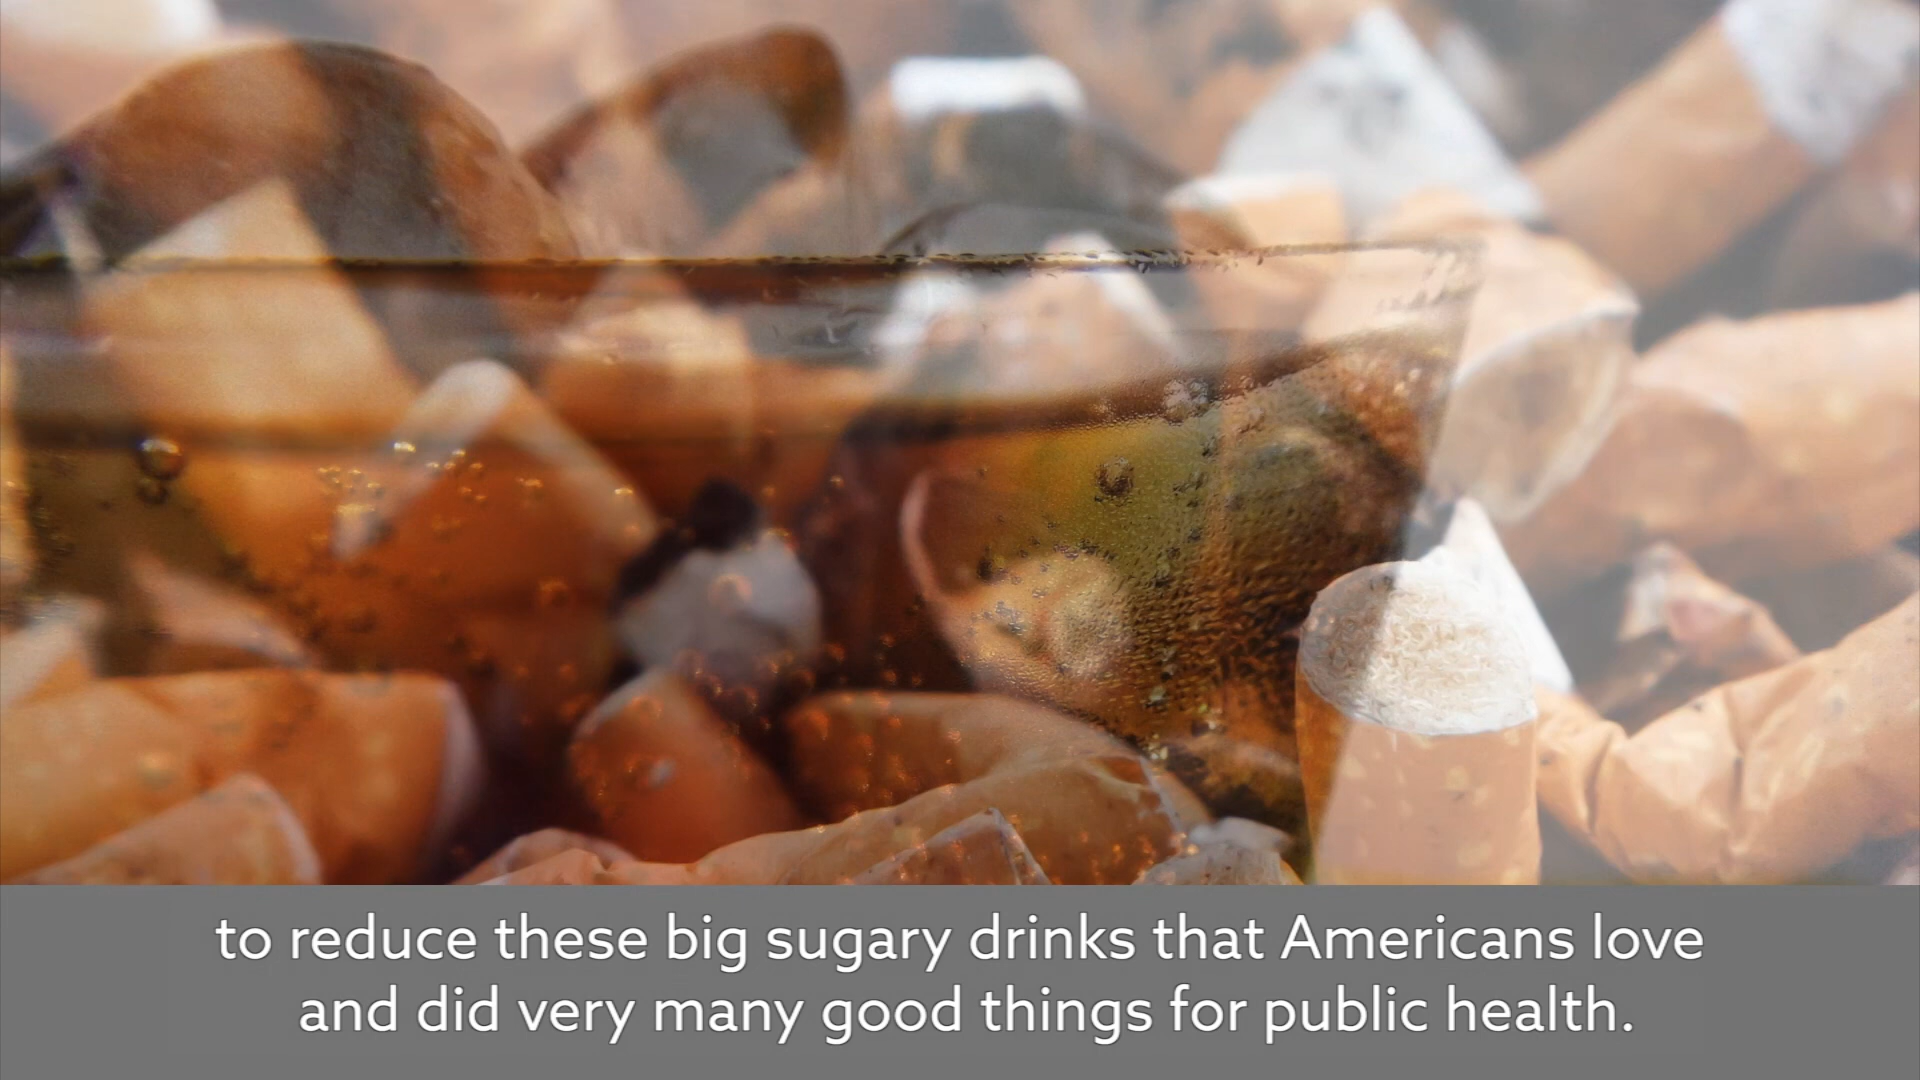 to reduce these big sugary drinks that Americans love
and did very many good things for public health.